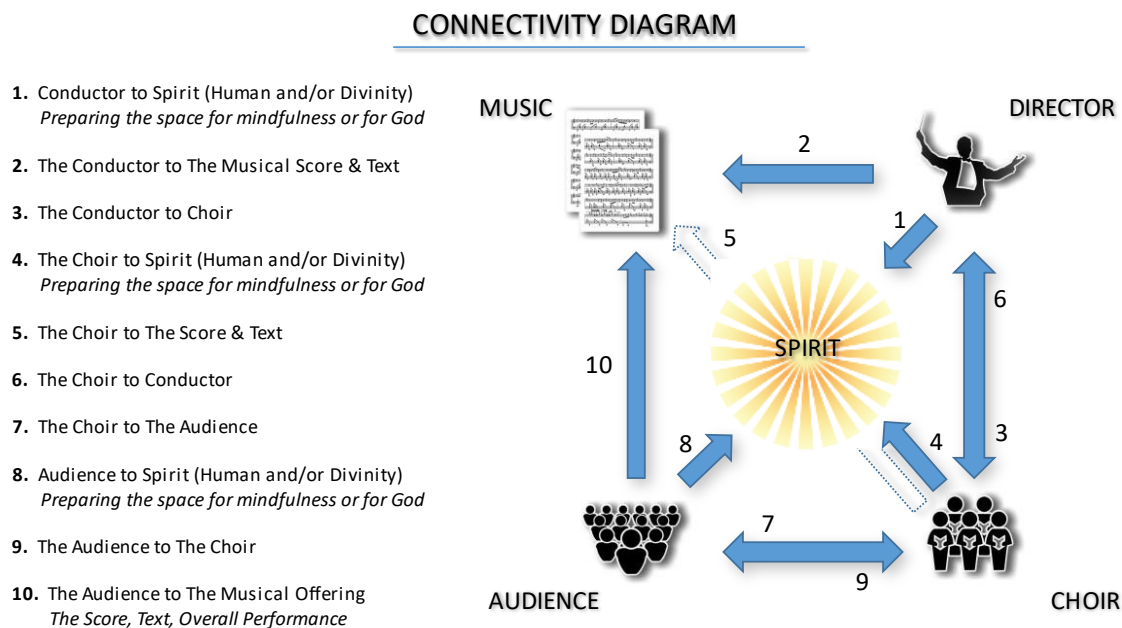 CONNECTIVITY DIAGRAM
1. Conductor to Spirit (Human and/or Divinity)
Preparing the space for mindfulness or for God
2. The Conductor to The Musical Score & Text
3. The Conductor to Choir
4. The Choir to Spirit (Human and/or Divinity)
Preparing the space for mindfulness or for God
5. The Choir to The Score & Text
6. The Choir to Conductor
7. The Choir to The Audience
8. Audience to Spirit (Human and/or Divinity)
Preparing the space for mindfulness or for God
9. The Audience to The Choir
10. The Audience to The Musical Offering
The Score, Text, Overall Performance
MUSIC
DIRECTOR
2
1
5
6
SPIRIT
10
3
8
4
7
9
AUDIENCE
CHOIR